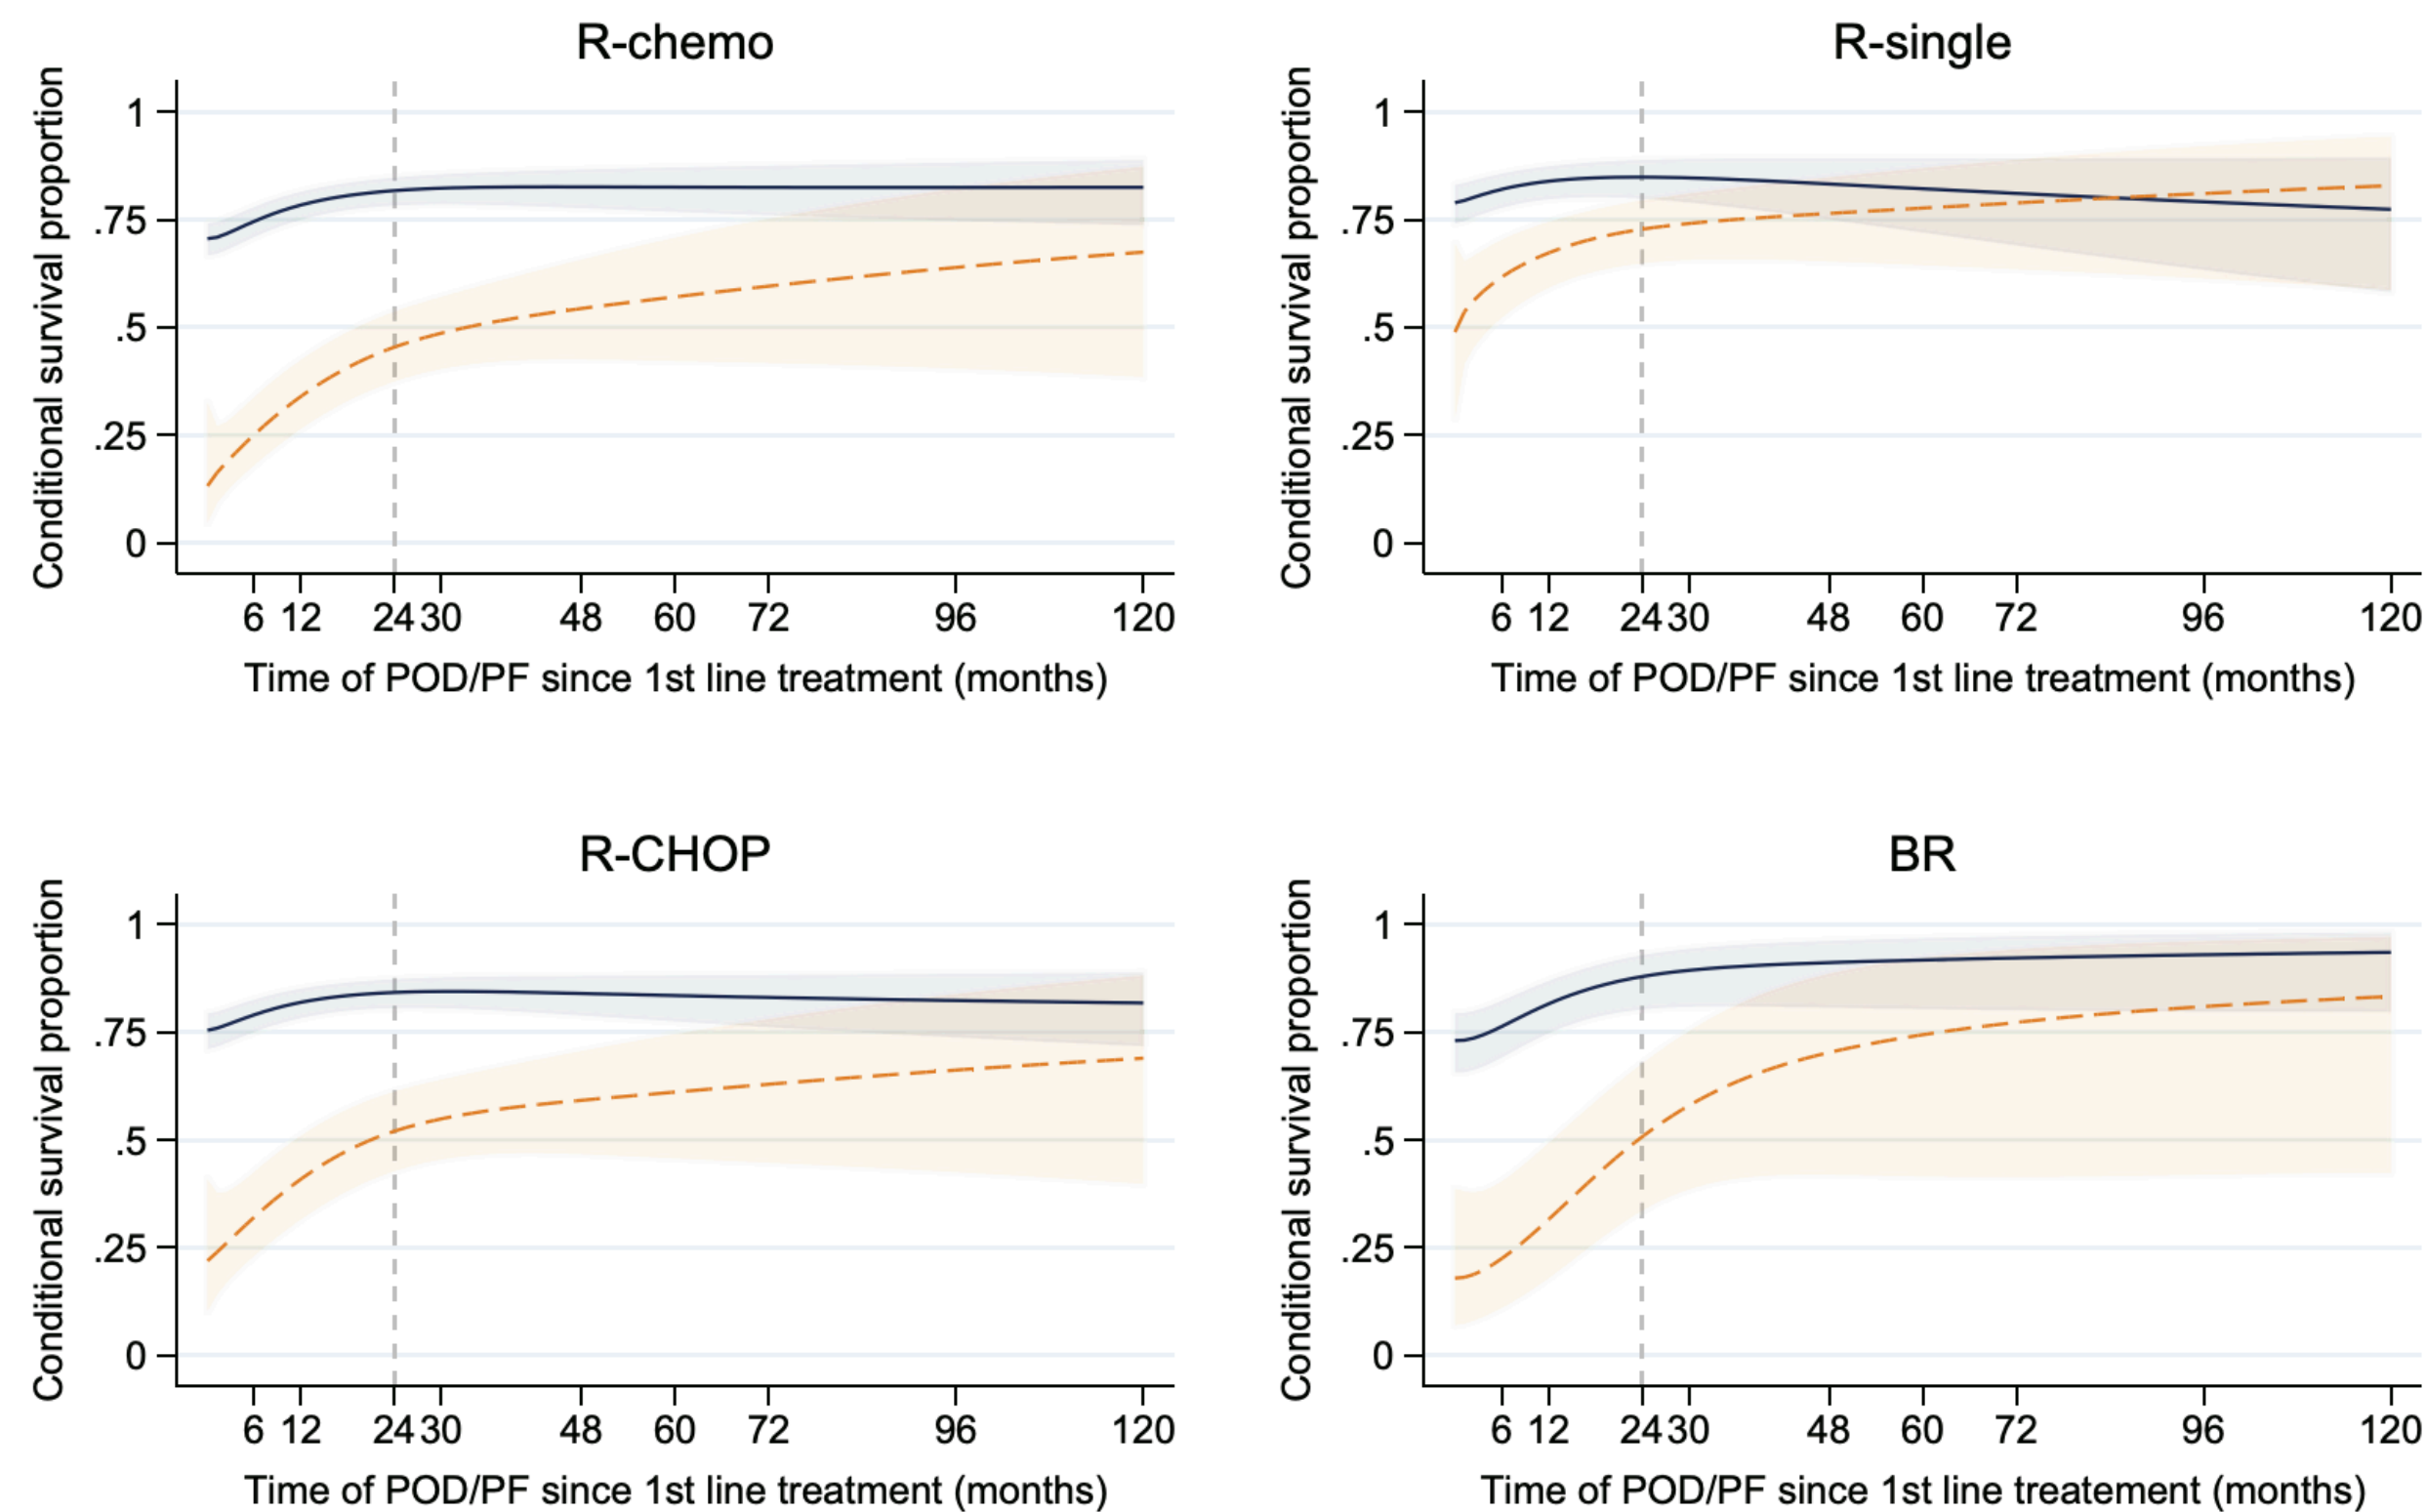 R-chemo
Conditional survival proportion
1
.75
.5
.25
0
6 12 24 30 48 60 72 96 120
Time of POD/PF since 1st line treatment (months)
R-single
Conditional survival proportion
1
.75
.5
.25
0
6 12 24 30 48 60 72 96 120
Time of POD/PF since 1st line treatment (months)
R-CHOP
Conditional survival proportion
1
.75
.5
.25
0
6 12 24 30 48 60 72 96 120
Time of POD/PF since 1st line treatment (months)
BR
Conditional survival proportion
1
.75
.5
.25
0
6 12 24 30 48 60 72 96 120
Time of POD/PF since 1st line treatement (months)